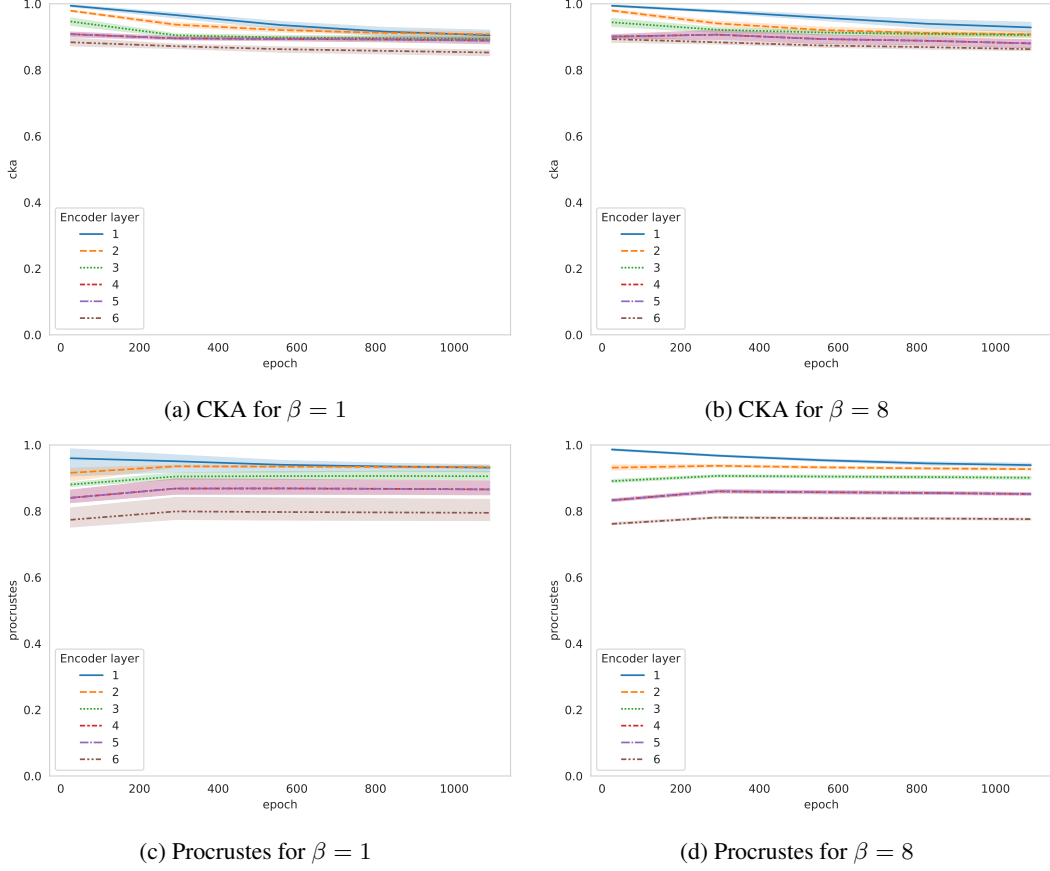 1.0
0.8
0.6
0.4
0.2
0.0
cka
Encoder layer
1
2
3
4
5
6
0 200 400 600 800 1000
epoch
(a) CKA for β = 1
1.0
0.8
0.6
0.4
0.2
0.0
cka
Encoder layer
1
2
3
4
5
6
0 200 400 600 800 1000
epoch
(b) CKA for β = 8
1.0
0.8
0.6
0.4
0.2
0.0
procrustes
Encoder layer
1
2
3
4
5
6
0 200 400 600 800 1000
epoch
(c) Procrustes for β = 1
1.0
0.8
0.6
0.4
0.2
0.0
procrustes
Encoder layer
1
2
3
4
5
6
0 200 400 600 800 1000
epoch
(d) Procrustes for β = 8